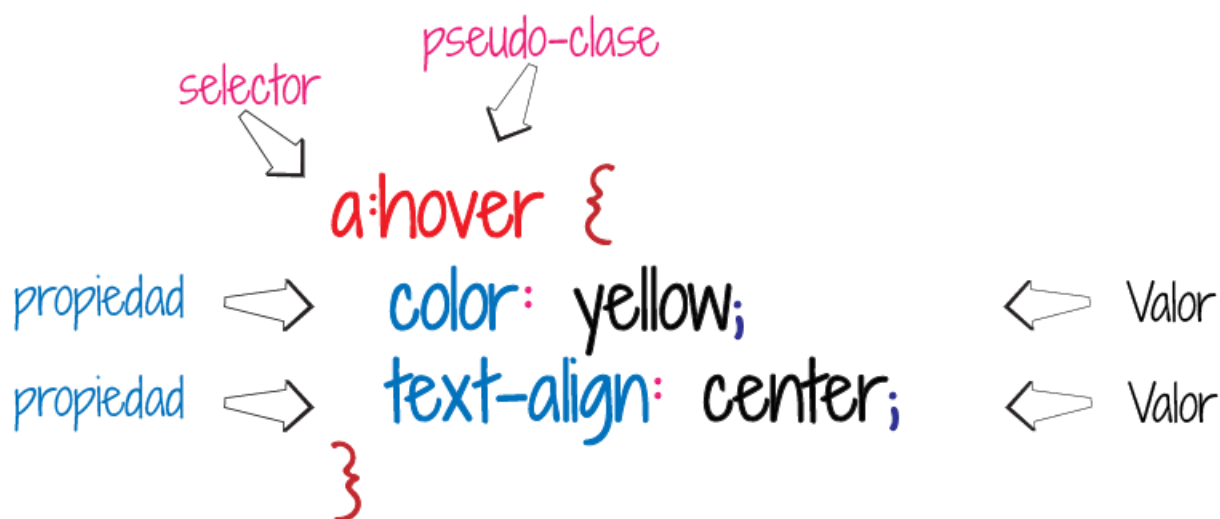 pseudo-clase
selector
a:hover {
propiedad color: yellow; Valor
propiedad text-align: center; Valor
}